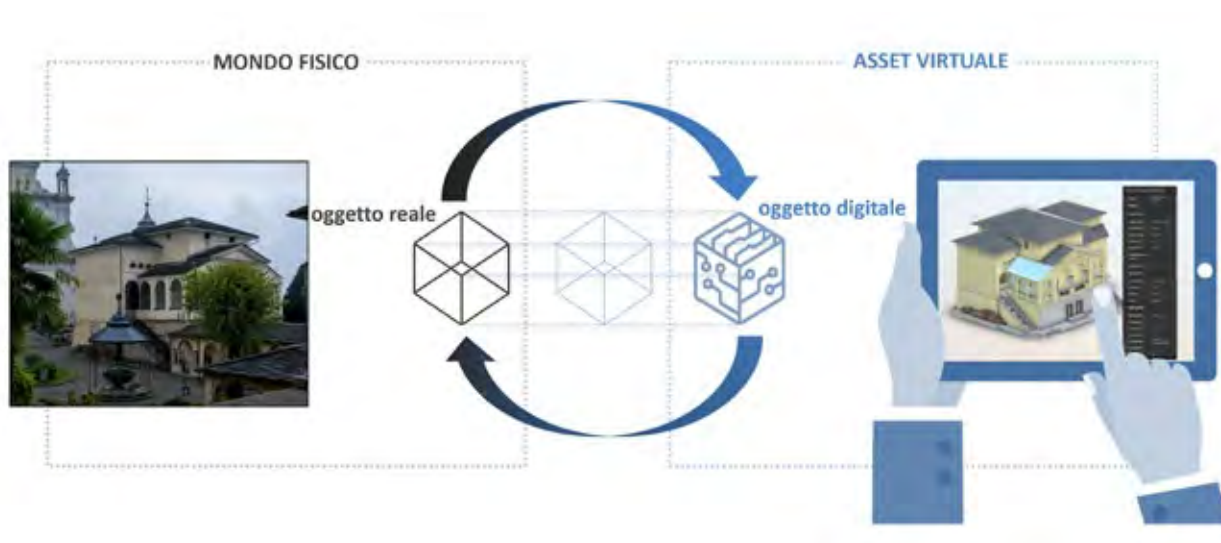 MONDO FISICO
ASSET VIRTUALE
oggetto reale
oggetto digitale